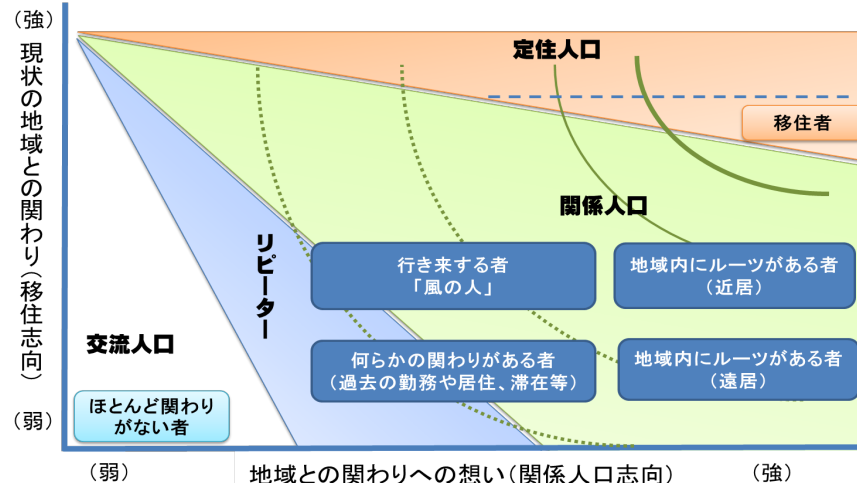 (強)
現状の地域との関わり(移住志向)
(弱)
定住人口
移住者
関係人口
リピーター
行き来する者
「風の人」
地域内にルーツがある者
(近居)
何らかの関わりがある者
(過去の勤務や居住、滞在等)
地域内にルーツがある者
(遠居)
交流人口
ほとんど関わり
がない者
(弱)
地域との関わりへの想い(関係人口志向)
(強)